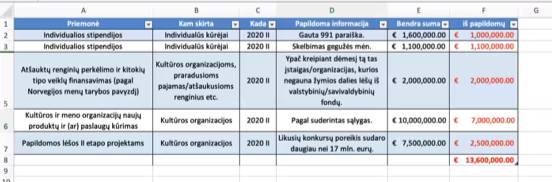 A B C D E F
1 Priemonė Kam skirta Kada Papildoma informacija Bendra suma iš papildomų
2 Individualios stipendijos Individualūs kūrėjai 2020 II Gauta 991 paraiška. € 1,600,000.00 € 1,000,000.00
3 Individualios stipendijos Individualūs kūrėjai 2020 II Skelbimas gegužės mėn. € 1,100,000.00 € 1,100,000.00
Atšauktų renginių perkėlimo ir kitokių
tipo veiklų finansavimas (pagal
Norvegijos menų tarybos pavyzdį)
Kultūros organizacijoms,
praradusioms
pajamas/atšaukusioms
renginius etc.
2020 II
Ypač kreipiant dėmesį tą tas
įstaigas/organizacijas, kurios
negauna žymios dalies lėšų iš
valstybinių/savivaldybinių
fondų.
€ 2,000,000.00 € 2,000,000.00
5
Kultūros ir meno organizacijų naujų
produktų ir (ar) paslaugų kūrimas
6 Kultūros organizacijos 2020 II Pagal suderintas sąlygas. € 10,000,000.00 € 7,000,000.00
7 Papildomos lėšos II etapo projektams Kultūros organizacijos 2020 II
Likusių konkursų poreikis sudaro
daugiau nei 17 mln. eurų.
€ 7,500,000.00 € 2,500,000.00
8 € 13,600,000.00
9